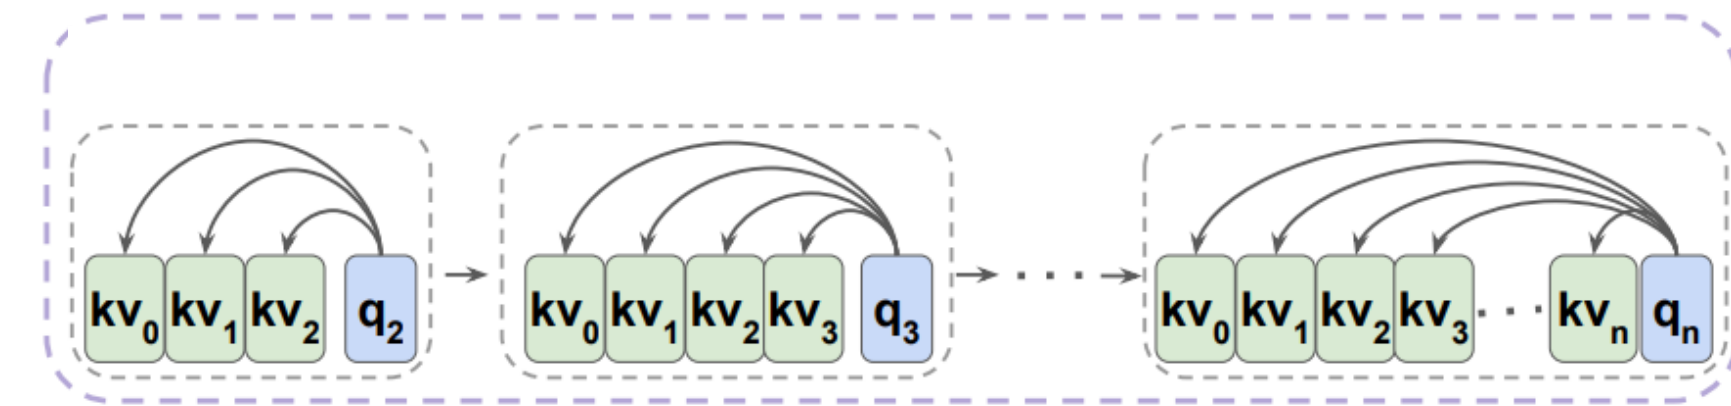 kv0 kv1 kv2 q2 kv0 kv1 kv2 kv3 q3 . . . . kv0 kv1 kv2 kv3 . . . . kvn qn